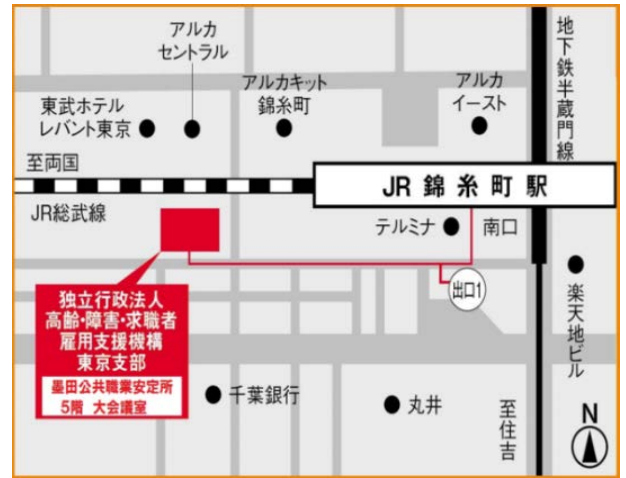 アルカ
セントラル
東武ホテル
レバント東京
アルカキット
錦糸町
アルカ
イースト
地下鉄半蔵門線
至両国
JR 錦糸町駅
JR総武線
テルミナ
南口
出口1
楽天地ビル
独立行政法人
高齢・障害・求職者
雇用支援機構
東京支部
墨田公共職業安定所
5階 大会議室
千葉銀行
丸井
至住吉
N